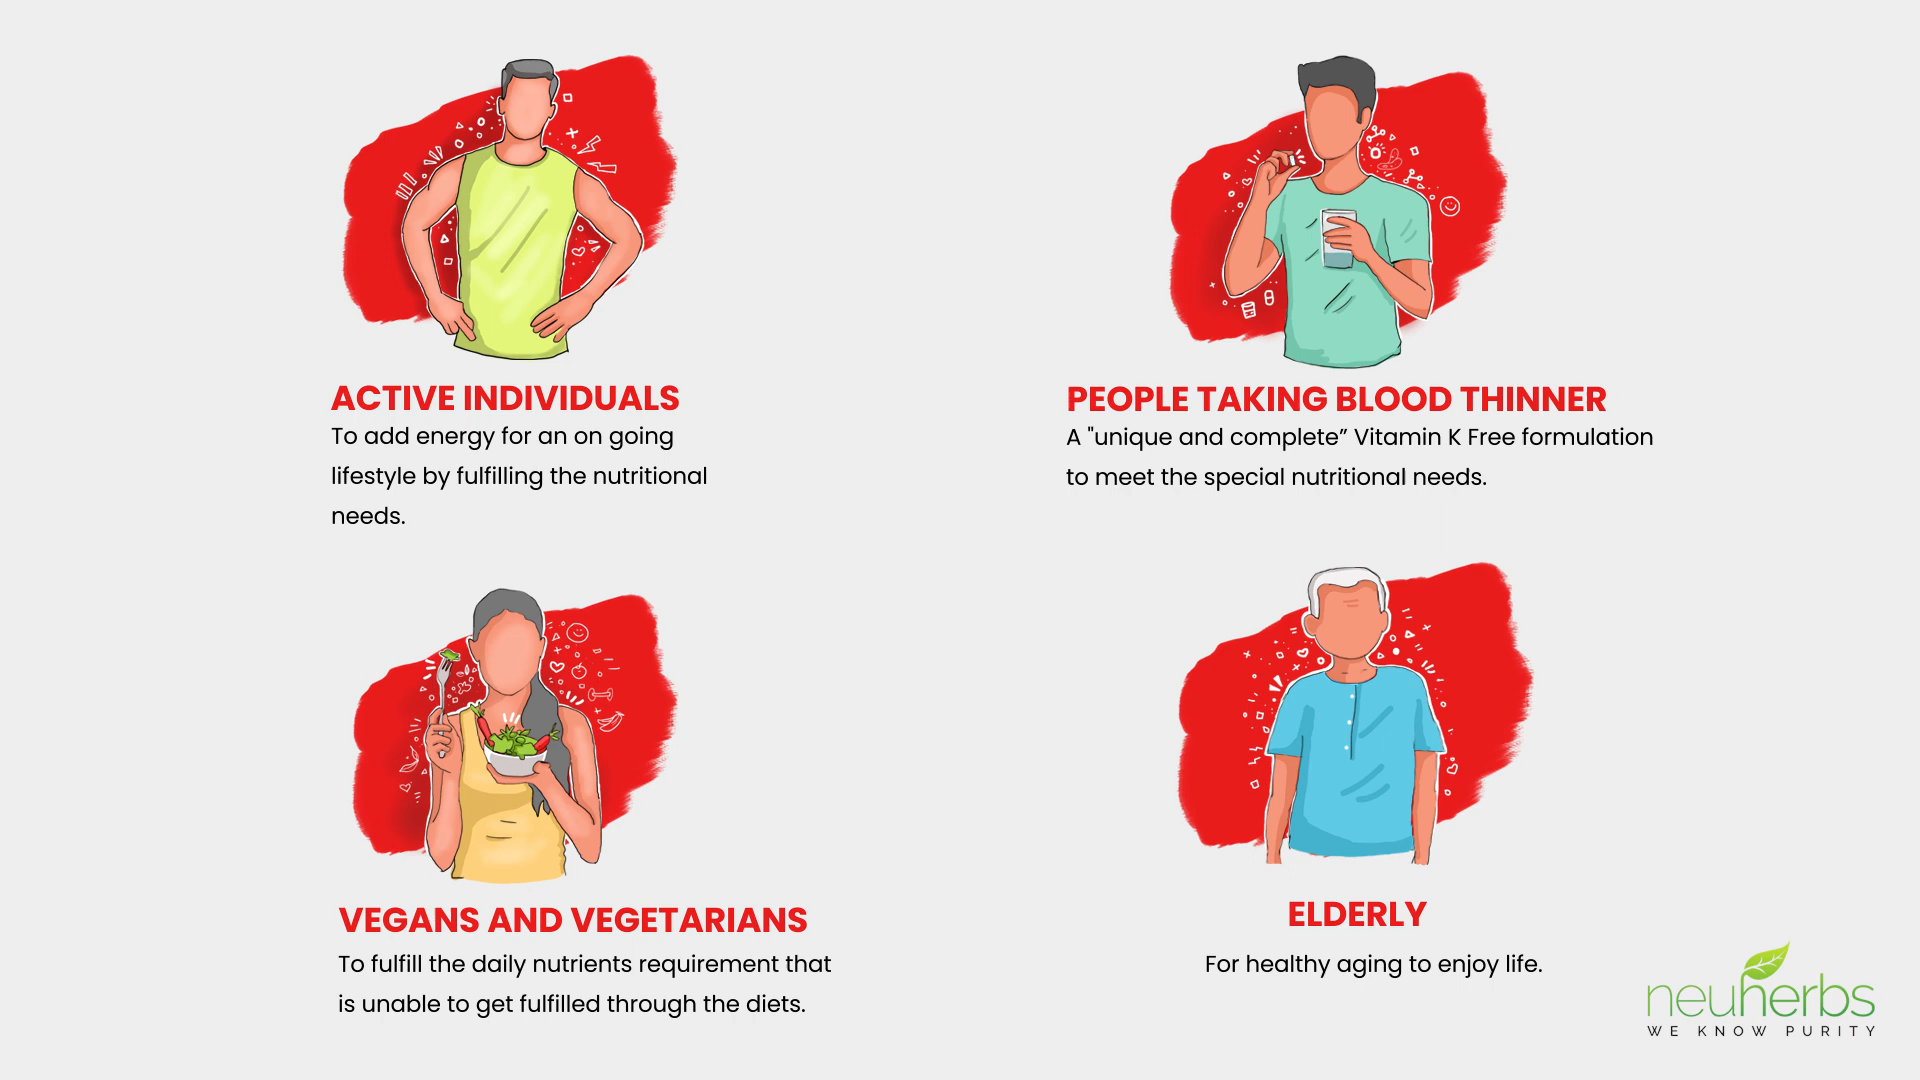 ACTIVE INDIVIDUALS
To add energy for an on going
lifestyle by fulfilling the nutritional
needs.
PEOPLE TAKING BLOOD THINNER
A "unique and complete” Vitamin K Free formulation
to meet the special nutritional needs.
VEGANS AND VEGETARIANS
To fulfill the daily nutrients requirement that
is unable to get fulfilled through the diets.
ELDERLY
For healthy aging to enjoy life.
neuherbs
WE KNOW PURITY